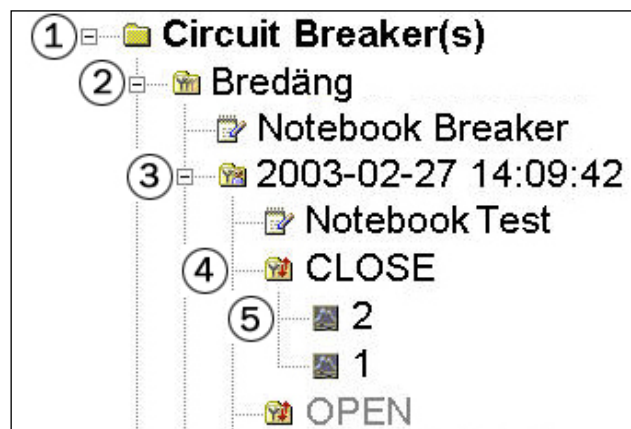 1 Circuit Breaker(s)
2 Bredäng
Notebook Breaker
3 2003-02-27 14:09:42
Notebook Test
4 CLOSE
5 2
1
OPEN